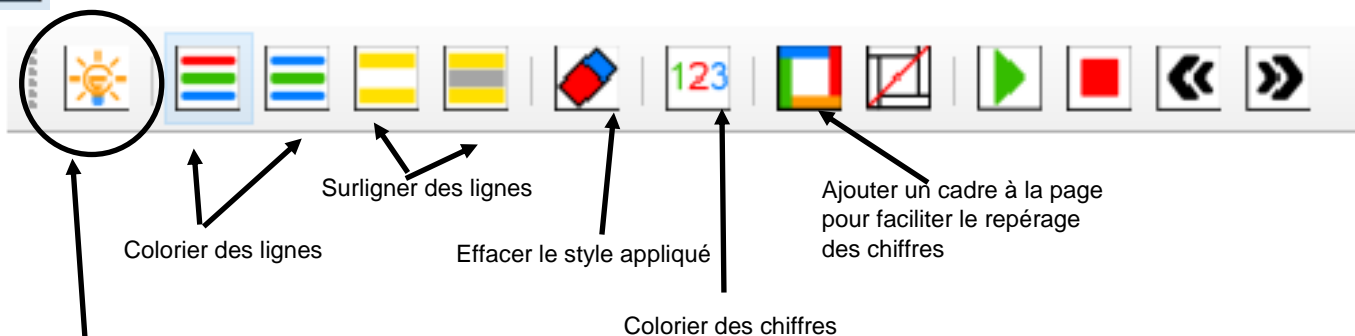 123
Surligner des lignes
Ajouter un cadre à la page
pour faciliter le repérage
des chiffres
Colorier des lignes
Effacer le style appliqué
Colorier des chiffres